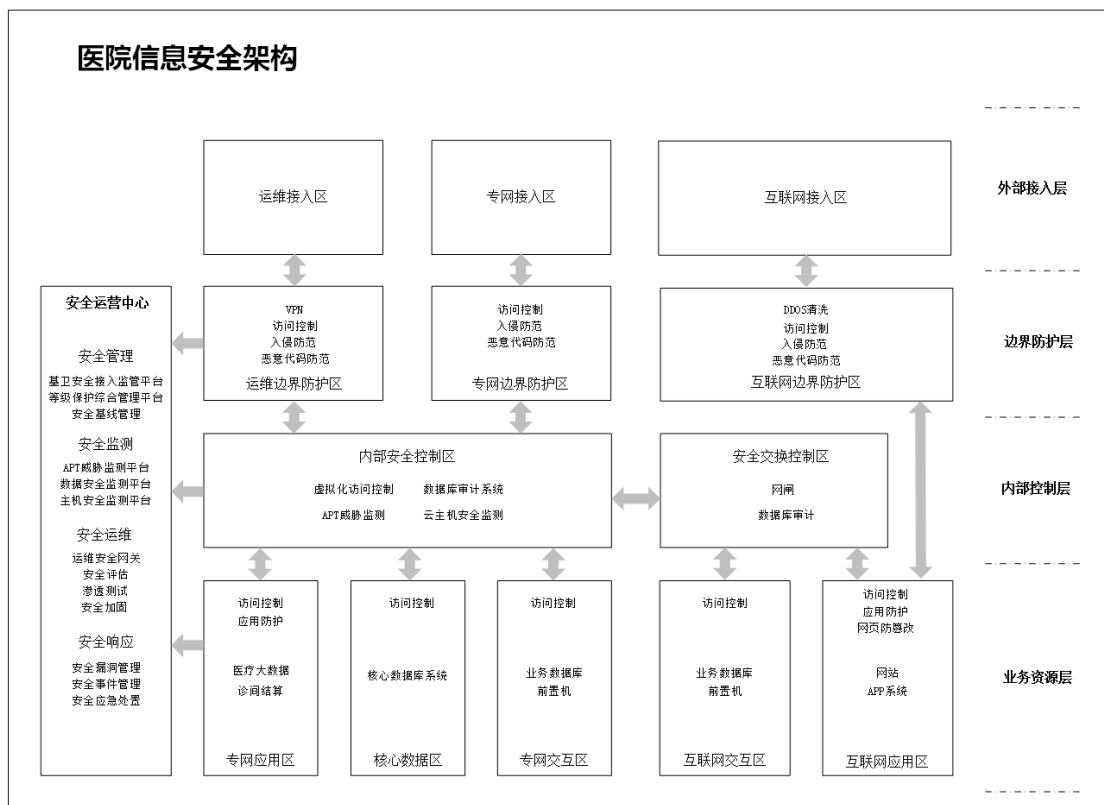 医院信息安全架构
外部接入层
运维接入区
专网接入区
互联网接入区
边界防护层
VPN
访问控制
入侵防范
恶意代码防范
运维边界防护区
访问控制
入侵防范
恶意代码防范
专网边界防护区
DDOS清洗
访问控制
入侵防范
恶意代码防范
互联网边界防护区
安全运营中心
安全管理
基卫安全接入监管平台
等级保护综合管理平台
安全基线管理
安全监测
APT威胁监测平台
数据安全监测平台
主机安全监测平台
安全运维
运维安全网关
安全评估
渗透测试
安全加固
安全响应
安全漏洞管理
安全事件管理
安全应急处置
内部控制层
内部安全控制区
虚拟化访问控制 数据库审计系统
APT威胁监测 云主机安全监测
安全交换控制区
网闸
数据库审计
业务资源层
访问控制
应用防护
医疗大数据
诊间结算
专网应用区
访问控制
核心数据库系统
核心数据区
访问控制
业务数据库
前置机
专网交互区
访问控制
业务数据库
前置机
互联网交互区
访问控制
应用防护
网页防篡改
网站
APP系统
互联网应用区